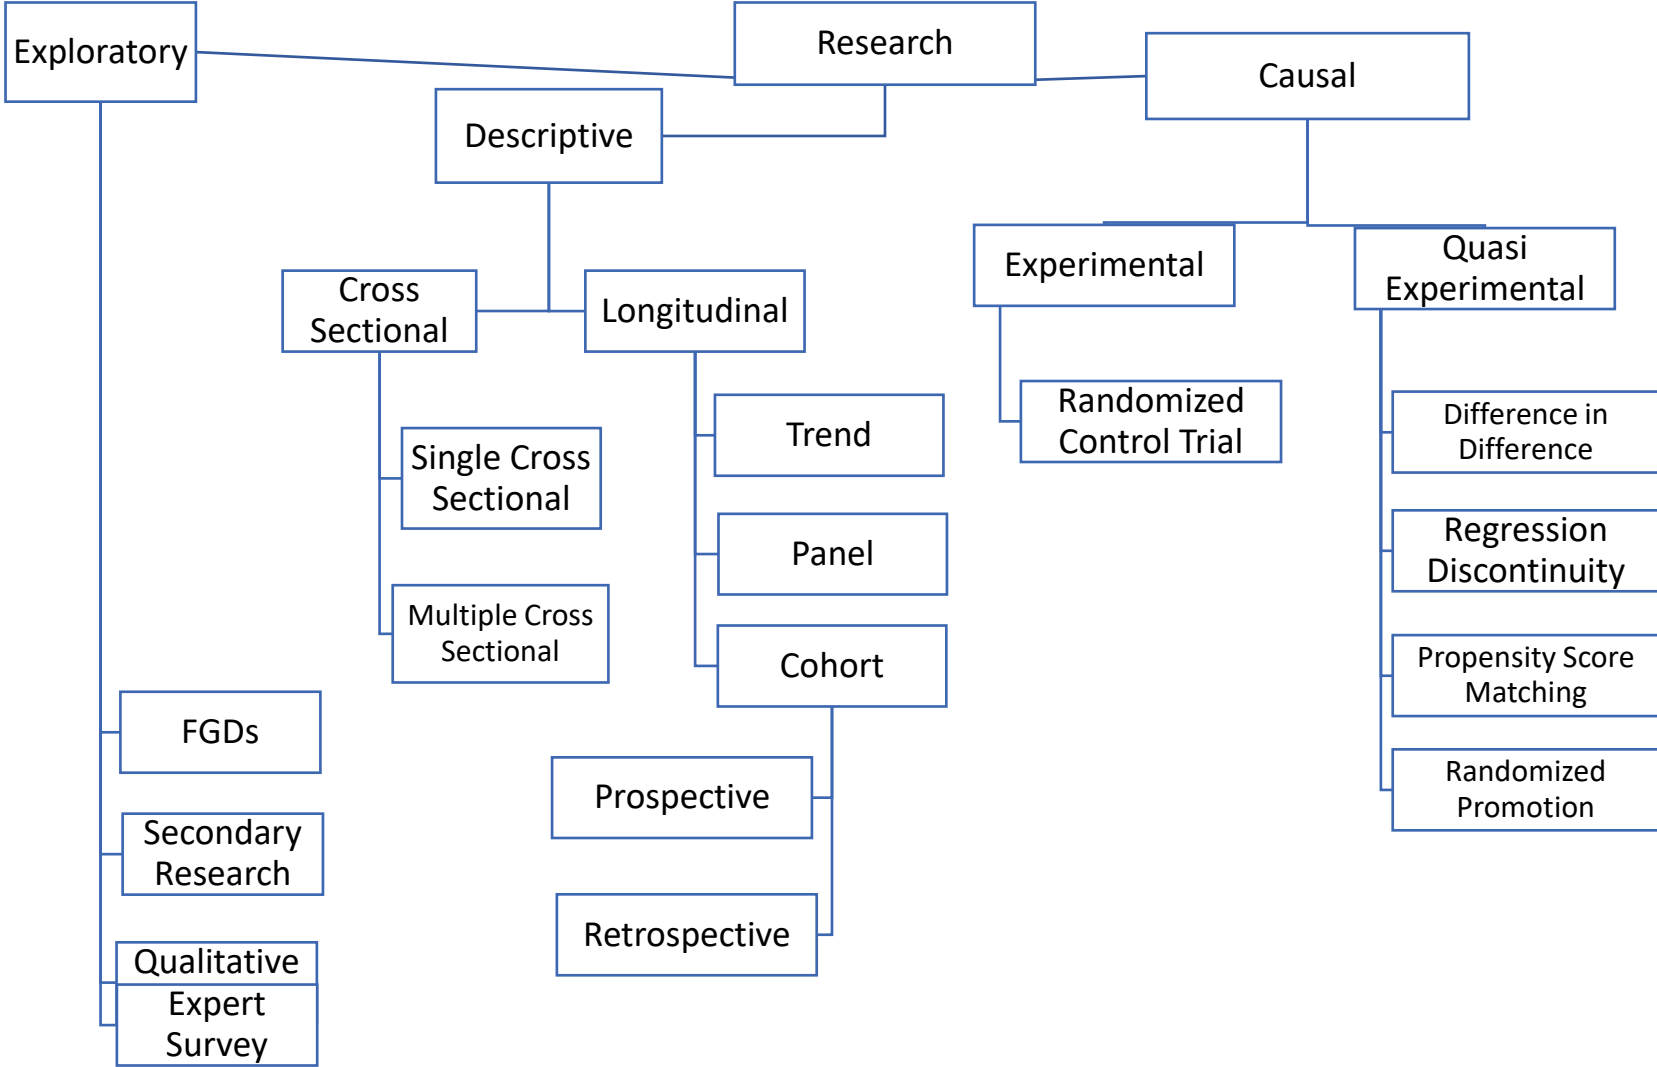 Exploratory
Research
Causal
Descriptive
Cross
Sectional
Longitudinal
Experimental
Quasi
Experimental
Single Cross
Sectional
Multiple Cross
Sectional
Trend
Panel
Cohort
Prospective
Retrospective
Randomized
Control Trial
Difference in
Difference
Regression
Discontinuity
Propensity Score
Matching
Randomized
Promotion
FGDs
Secondary
Research
Qualitative
Expert
Survey